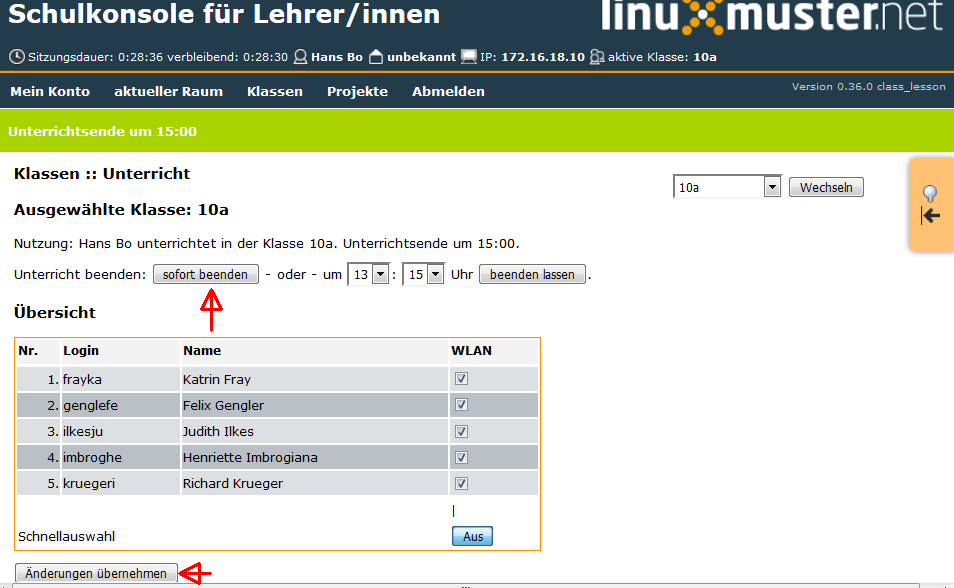 Schulkonsole für Lehrer/innen
linuxmuster.net
Sitzungsdauer: 0:28:36 verbleibend: 0:28:30 Hans Bo unbekannt IP: 172.16.18.10 aktive Klasse: 10a
Mein Konto aktueller Raum Klassen Projekte Abmelden
Version 0.36.0 class_lesson
Unterrichtsende um 15:00
Klassen :: Unterricht
10a Wechseln
Ausgewählte Klasse: 10a
Nutzung: Hans Bo unterrichtet in der Klasse 10a. Unterrichtsende um 15:00.
Unterricht beenden: sofort beenden - oder - um 13 : 15 Uhr beenden lassen .
Übersicht
Nr. Login Name WLAN
1. frayka Katrin Fray
2. genglefe Felix Gengler
3. ilkesju Judith Ilkes
4. imbroghe Henriette Imbrogiana
5. kruegeri Richard Krueger
|
Schnellauswahl Aus
Änderungen übernehmen